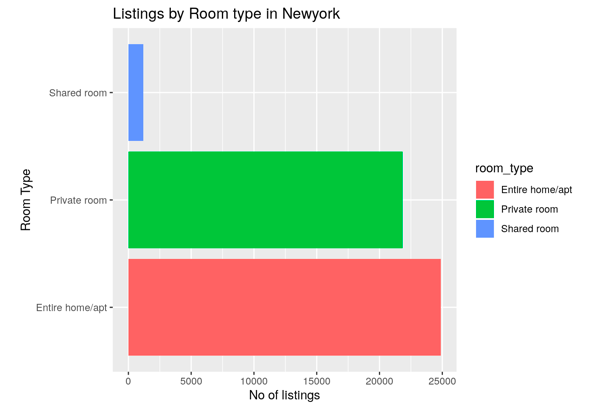 Listings by Room type in Newyork
Room Type
Shared room
Private room
Entire home/apt
0 5000 10000 15000 20000 25000
No of listings
room_type
Entire home/apt
Private room
Shared room